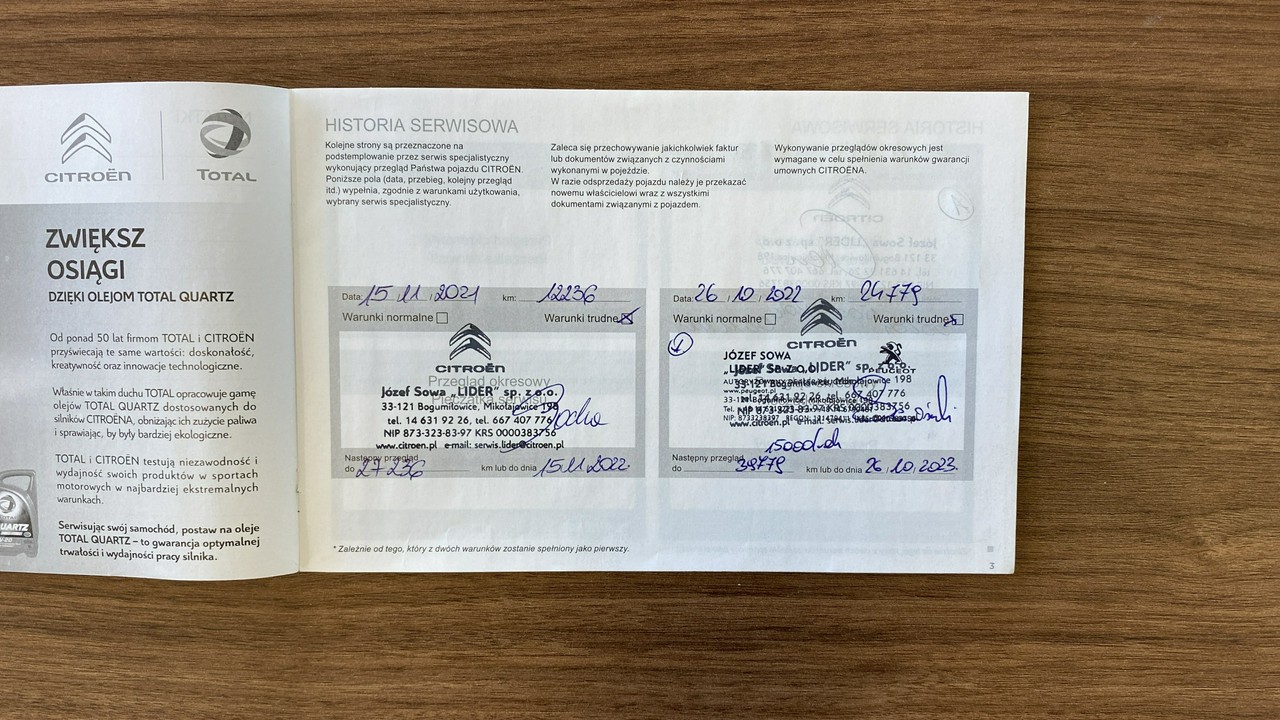 CITROËN TOTAL
ZWIĘKSZ
OSIĄGI
DZIĘKI OLEJOM TOTAL QUARTZ
Od ponad 50 lat firmom TOTAL i CITROËN
przyświecają te same wartości: doskonałość,
kreatywność oraz innowacje technologiczne.
Właśnie w takim duchu TOTAL opracowuje gamę
olejów TOTAL QUARTZ dostosowanych do
silników CITROËNA, obniżając ich zużycie paliwa
i sprawiając, by były bardziej ekologiczne.
TOTAL i CITROËN testują niezawodność i
wydajność swoich produktów w sportach
motorowych w najbardziej ekstremalnych
warunkach.
Serwisując swój samochód, postaw na oleje
TOTAL QUARTZ – to gwarancja optymalnej
trwałości i wydajności pracy silnika.
HISTORIA SERWISOWA
Kolejne strony są przeznaczone na
podstemplowanie przez serwis specjalistyczny
wykonujący przegląd Państwa pojazdu CITROËN.
Poniższe pola (data, przebieg, kolejny przegląd
itd.) wypełnia, zgodnie z warunkami użytkowania,
wybrany serwis specjalistyczny.
Zaleca się przechowywanie jakichkolwiek faktur
lub dokumentów związanych z czynnościami
wykonanymi w pojeździe.
W razie odsprzedaży pojazdu należy je przekazać
nowemu właścicielowi wraz z wszystkimi
dokumentami związanymi z pojazdem.
Wykonywanie przeglądów okresowych jest
wymagane w celu spełnienia warunków gwarancji
umownych CITROËNA.
Data: 15 / 11 / 2021 km: 12236
Warunki normalne Warunki trudne
CITROËN
Przegląd okresowy
Pieczątka serwisu
Józef Sowa „LIDER” sp. z o.o.
33-121 Bogumiłowice, Mikołajowice 198
tel. 14 631 92 26, tel. 667 407 776
NIP 873-323-83-97 KRS 0000383736
www.citroen.pl e-mail: serwis.lider@citroen.pl
Następny przegląd
do 27236 km lub do dnia 15.11.2022.
Data: 26 / 10 / 2022 km: 24779
Warunki normalne Warunki trudne
CITROËN
PEUGEOT
JÓZEF SOWA
„LIDER” sp. z o.o.
www.peugeot.pl
www.citroen.pl
Następny przegląd
do 39779 km lub do dnia 26.10.2023.
* Zależnie od tego, który z dwóch warunków zostanie spełniony jako pierwszy.
3